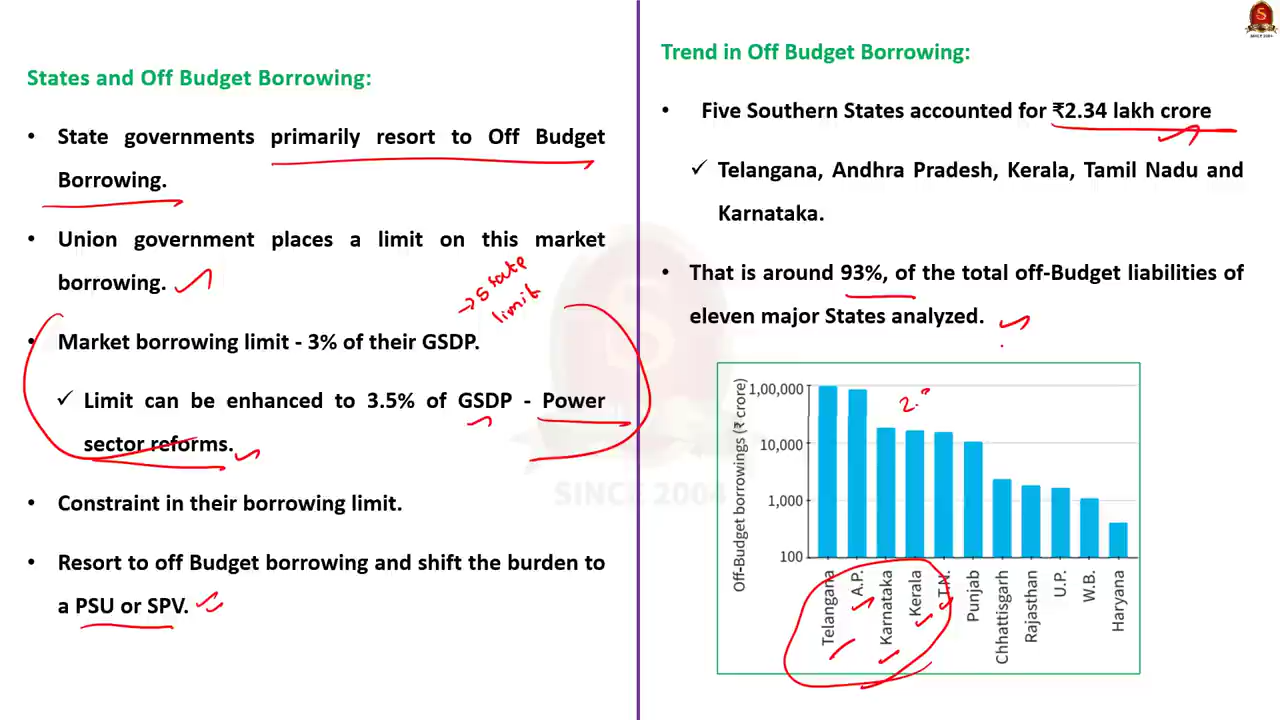 States and Off Budget Borrowing:
• State governments primarily resort to Off Budget
Borrowing.
• Union government places a limit on this market
borrowing.
→ state
limit
• Market borrowing limit - 3% of their GSDP.
✓ Limit can be enhanced to 3.5% of GSDP - Power
sector reforms.
• Constraint in their borrowing limit.
• Resort to off Budget borrowing and shift the burden to
a PSU or SPV.
S
SINCE 2004
S
SINCE 2004
Trend in Off Budget Borrowing:
• Five Southern States accounted for ₹2.34 lakh crore
✓ Telangana, Andhra Pradesh, Kerala, Tamil Nadu and
Karnataka.
• That is around 93%, of the total off-Budget liabilities of
eleven major States analyzed.
Off-Budget borrowings (₹ crore)
1,00,000
10,000
1,000
100
Telangana
A.P.
Karnataka
Kerala
T.N.
Punjab
Chhattisgarh
Rajasthan
U.P.
W.B.
Haryana